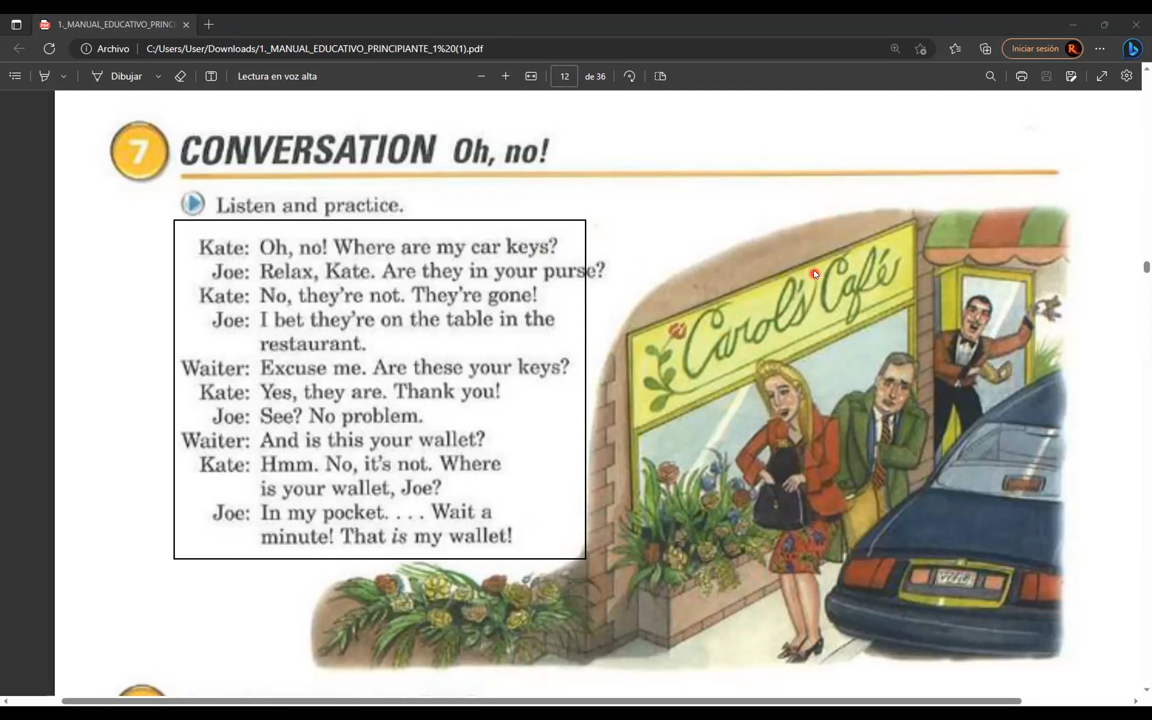 1._MANUAL_EDUCATIVO_PRINC
Archivo C:/Users/User/Downloads/1._MANUAL_EDUCATIVO_PRINCIPIANTE_1%20(1).pdf
Iniciar sesión R
Dibujar Lectura en voz alta 12 de 36
7 CONVERSATION Oh, no!
Listen and practice.
Kate: Oh, no! Where are my car keys?
Joe: Relax, Kate. Are they in your purse?
Kate: No, they're not. They're gone!
Joe: I bet they're on the table in the
restaurant.
Waiter: Excuse me. Are these your keys?
Kate: Yes, they are. Thank you!
Joe: See? No problem.
Waiter: And is this your wallet?
Kate: Hmm. No, it's not. Where
is your wallet, Joe?
Joe: In my pocket. . . . Wait a
minute! That is my wallet!
Carol's Café